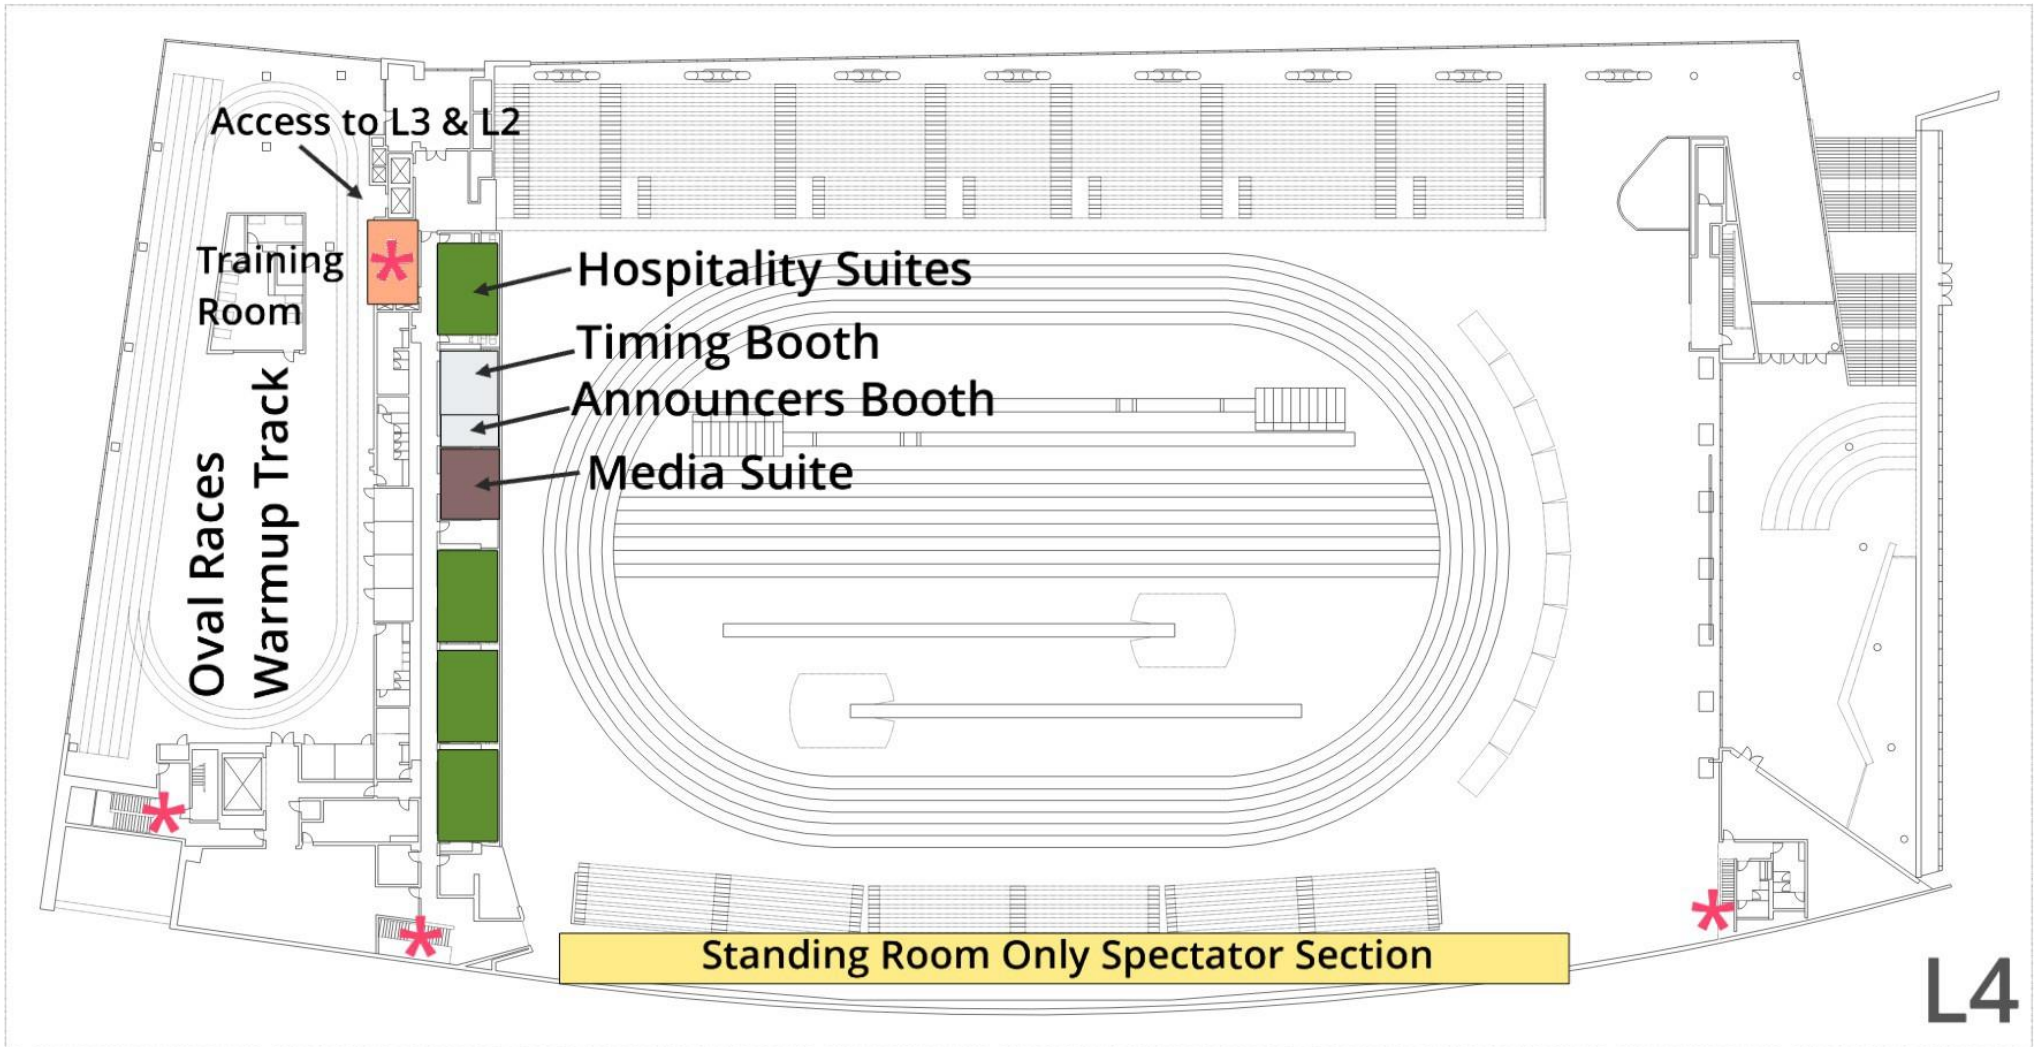 Access to L3 & L2
Training
Room
Hospitality Suites
Timing Booth
Announcers Booth
Media Suite
Oval Races
Warmup Track
Standing Room Only Spectator Section
L4